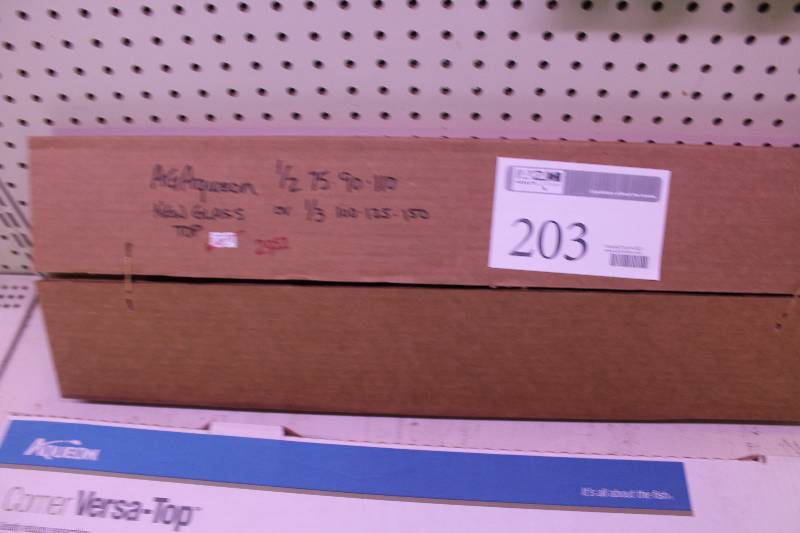 AG/Aqueon 1/2 75 90-110
NEW GLASS or 1/3 100-125-150
TOP
203
AQUEON
It's all about the fish.
Corner Versa-Top